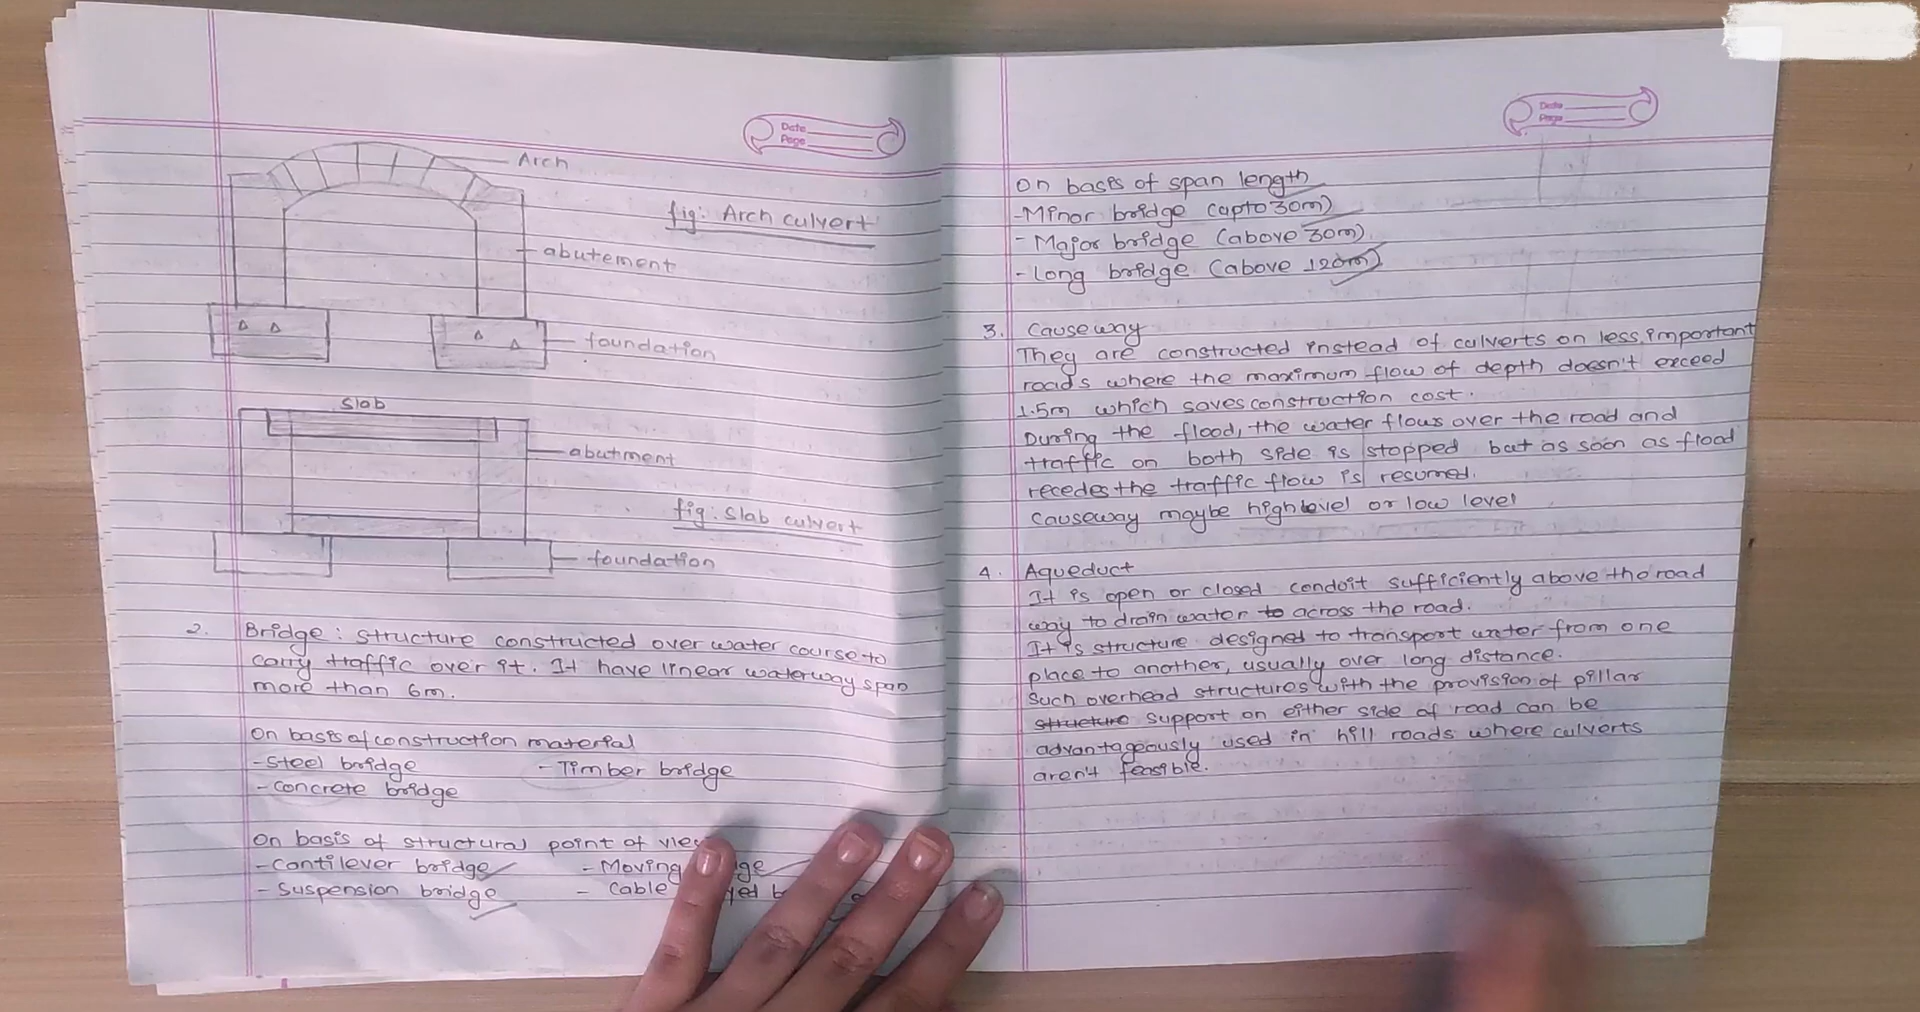 Date
Page
Arch
fig: Arch culvert
abutement
foundation
Slab
abutment
fig: Slab culvert
foundation
2. Bridge : structure constructed over water course to
carry traffic over it. It have linear waterway span
more than 6m.
On basis of construction material
- Steel bridge - Timber bridge
- concrete bridge
On basis of structural point of
- Cantilever bridge - Moving
- Suspension bridge - Cable
Date
Page
On basis of span length
- Minor bridge (upto 30m)
- Major bridge (above 30m)
- Long bridge (above 120m)
3. Causeway
They are constructed instead of culverts on less important
roads where the maximum flow of depth doesn't exceed
1.5m which saves construction cost.
During the flood, the water flows over the road and
traffic on both side is stopped but as soon as flood
recedes the traffic flow is resumed.
Causeway maybe high level or low level
4. Aqueduct
It is open or closed condoit sufficiently above the road
way to drain water to across the road.
It is structure designed to transport water from one
place to another, usually over long distance.
Such overhead structures with the provision of pillar
structure support on either side of road can be
advantageously used in hill roads where culverts
aren't feasible.